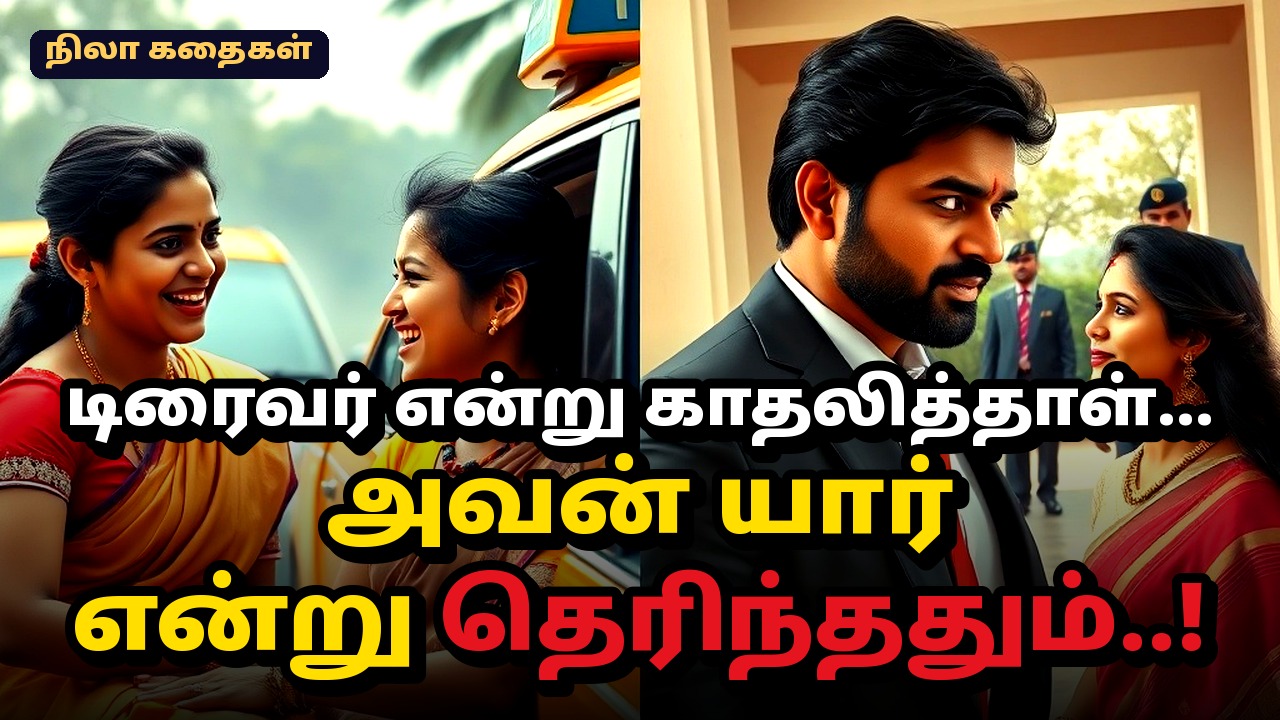 நிலா கதைகள்
டிரைவர் என்று காதலித்தாள்...
அவன் யார்
என்று தெரிந்ததும்..!